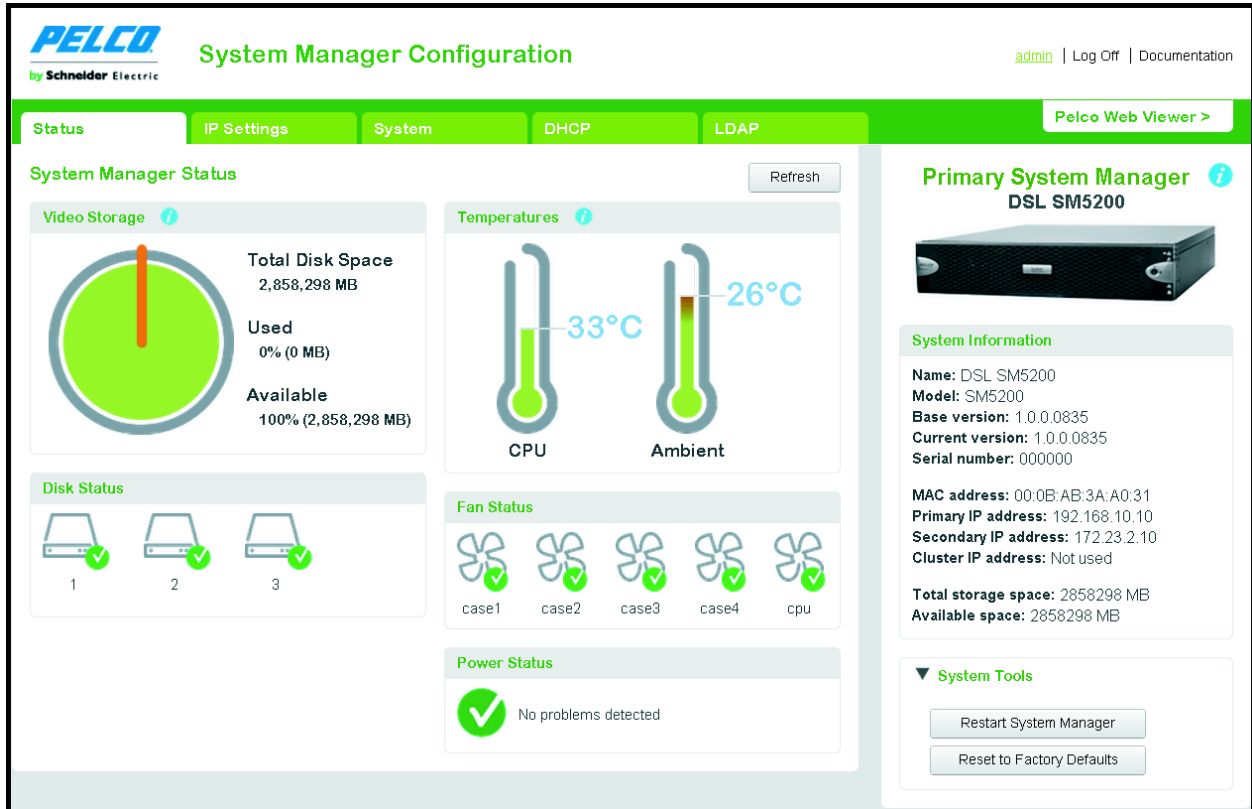 PELCO
by Schneider Electric
System Manager Configuration
admin | Log Off | Documentation
Status
IP Settings
System
DHCP
LDAP
Pelco Web Viewer >
System Manager Status
Refresh
Video Storage
Total Disk Space
2,858,298 MB
Used
0% (0 MB)
Available
100% (2,858,298 MB)
Temperatures
33°C
26°C
CPU
Ambient
Disk Status
1
2
3
Fan Status
case1
case2
case3
case4
cpu
Power Status
No problems detected
Primary System Manager
DSL SM5200
System Information
Name: DSL SM5200
Model: SM5200
Base version: 1.0.0.0835
Current version: 1.0.0.0835
Serial number: 000000
MAC address: 00:0B:AB:3A:A0:31
Primary IP address: 192.168.10.10
Secondary IP address: 172.23.2.10
Cluster IP address: Not used
Total storage space: 2858298 MB
Available space: 2858298 MB
System Tools
Restart System Manager
Reset to Factory Defaults